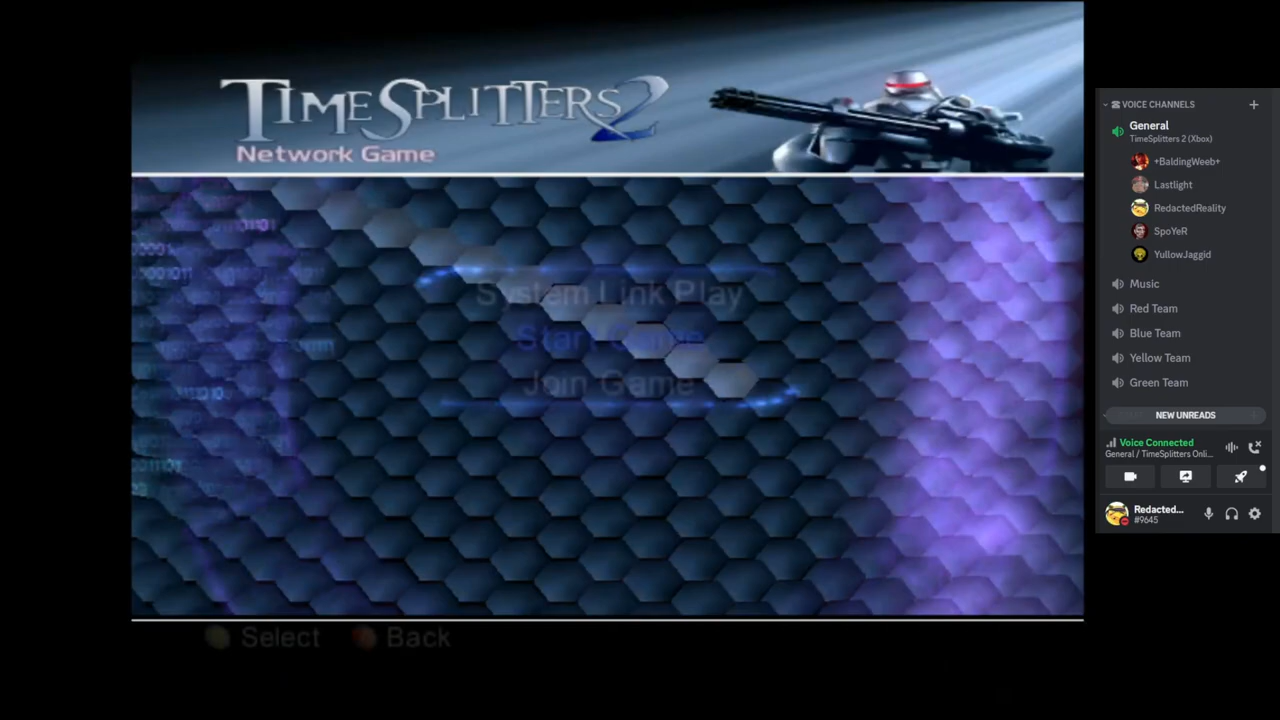 TIMESPLITTERS 2
Network Game
System Link Play
Start Game
Join Game
Select
Back
VOICE CHANNELS
General
TimeSplitters 2 (Xbox)
+BaldingWeeb+
Lastlight
RedactedReality
SpoYeR
YullowJaggid
Music
Red Team
Blue Team
Yellow Team
Green Team
NEW UNREADS
Voice Connected
General / TimeSplitters Onli...
Redacted...
#9645